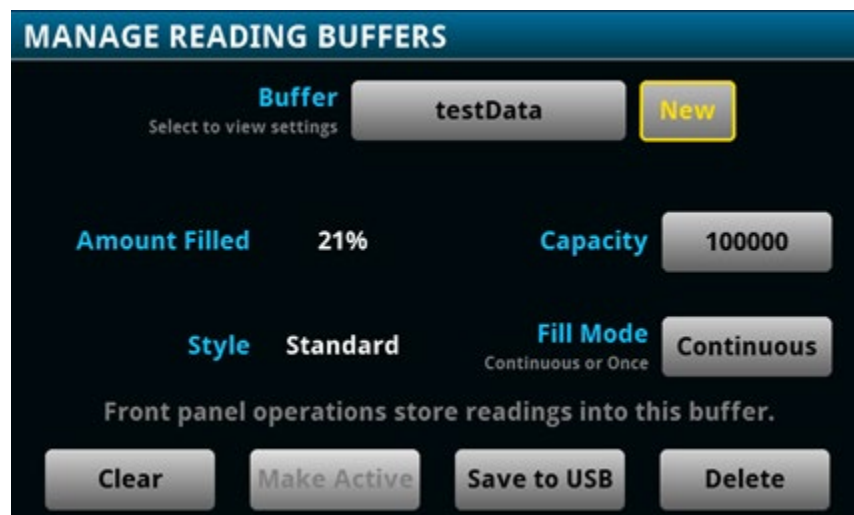 MANAGE READING BUFFERS
Buffer
Select to view settings
testData
New
Amount Filled
21%
Capacity
100000
Style
Standard
Fill Mode
Continuous or Once
Continuous
Front panel operations store readings into this buffer.
Clear
Make Active
Save to USB
Delete